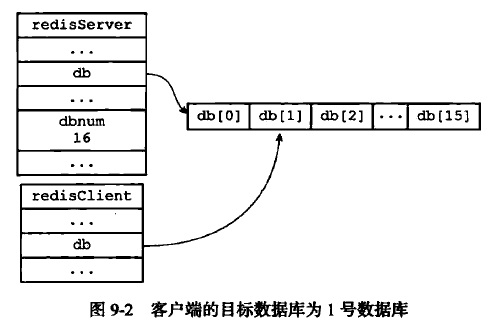 redisServer
...
db
...
dbnum
16
...
db[0] db[1] db[2] ... db[15]
redisClient
...
db
...
图 9-2 客户端的目标数据库为 1 号数据库